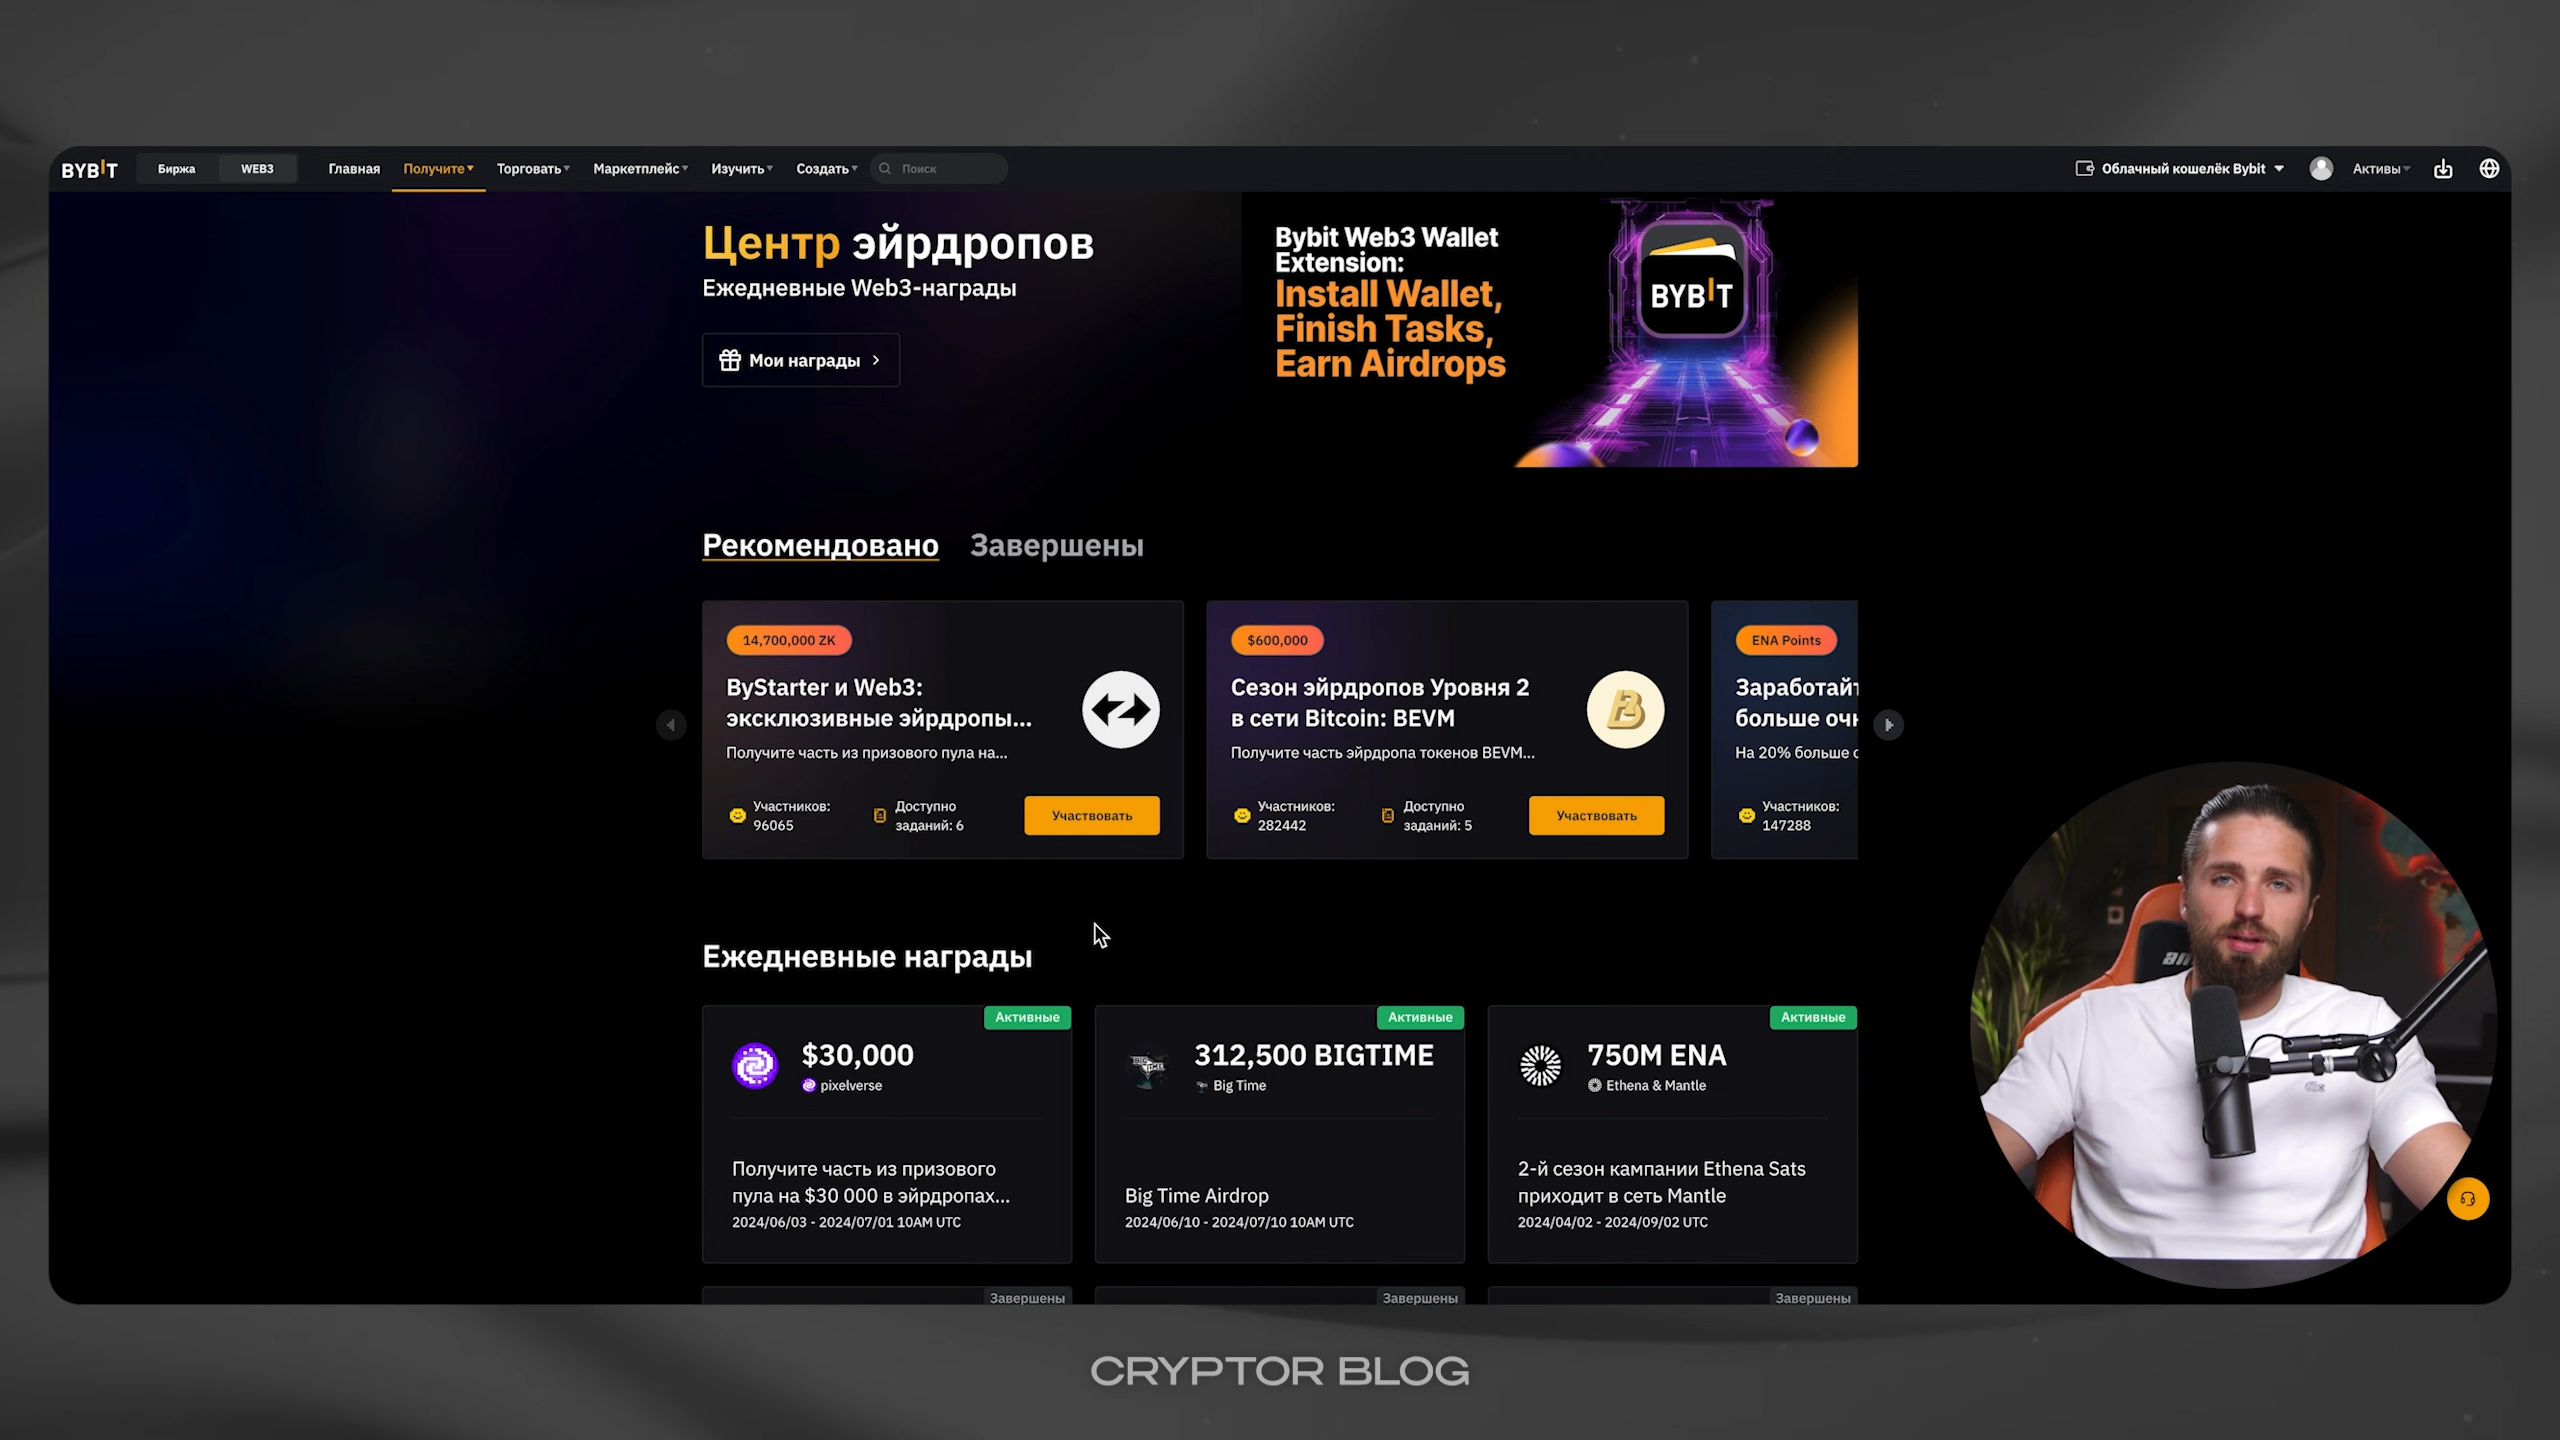 BYBIT
Биржа
WEB3
Главная
Получите
Торговать
Маркетплейс
Изучить
Создать
Поиск
Облачный кошелёк Bybit
Активы
Центр эйрдропов
Ежедневные Web3-награды
Мои награды
Bybit Web3 Wallet
Extension:
Install Wallet,
Finish Tasks,
Earn Airdrops
BYBIT
Рекомендовано
Завершены
14,700,000 ZK
ByStarter и Web3:
эксклюзивные эйрдропы...
Получите часть из призового пула на...
Участников:
96065
Доступно
заданий: 6
Участвовать
$600,000
Сезон эйрдропов Уровня 2
в сети Bitcoin: BEVM
Получите часть эйрдропа токенов BEVM...
Участников:
282442
Доступно
заданий: 5
Участвовать
ENA Points
Заработайт
больше оч
На 20% больше
Участников:
147288
Ежедневные награды
Активные
$30,000
pixelverse
Получите часть из призового
пула на $30 000 в эйрдропах...
2024/06/03 - 2024/07/01 10AM UTC
Активные
312,500 BIGTIME
Big Time
Big Time Airdrop
2024/06/10 - 2024/07/10 10AM UTC
Активные
750M ENA
Ethena & Mantle
2-й сезон кампании Ethena Sats
приходит в сеть Mantle
2024/04/02 - 2024/09/02 UTC
Завершены
Завершены
Завершены
CRYPTOR BLOG